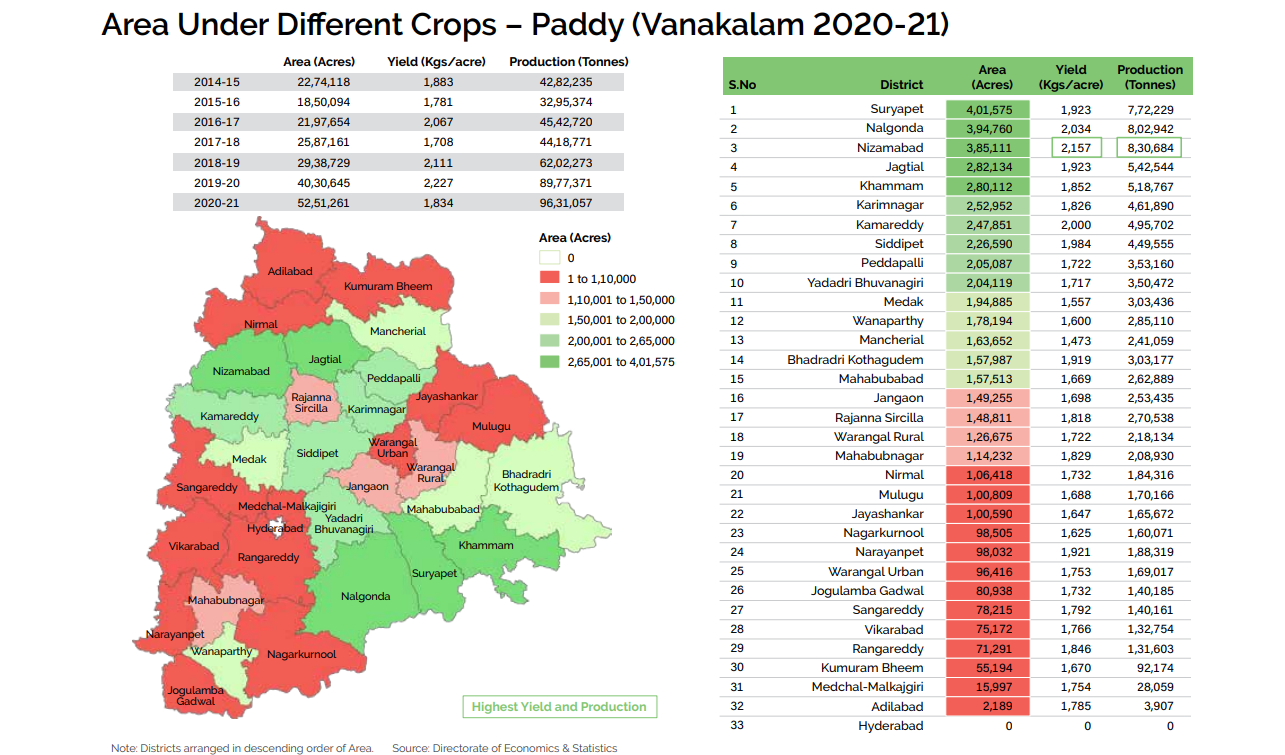 Area Under Different Crops – Paddy (Vanakalam 2020-21)
Area (Acres) Yield (Kgs/acre) Production (Tonnes)
2014-15 22,74,118 1,883 42,82,235
2015-16 18,50,094 1,781 32,95,374
2016-17 21,97,654 2,067 45,42,720
2017-18 25,87,161 1,708 44,18,771
2018-19 29,38,729 2,111 62,02,273
2019-20 40,30,645 2,227 89,77,371
2020-21 52,51,261 1,834 96,31,057
Area (Acres)
0
1 to 1,10,000
1,10,001 to 1,50,000
1,50,001 to 2,00,000
2,00,001 to 2,65,000
2,65,001 to 4,01,575
Adilabad
Kumuram Bheem
Nirmal
Mancherial
Jagtial
Nizamabad
Peddapalli
Rajanna
Sircilla
Jayashankar
Karimnagar
Kamareddy
Mulugu
Warangal
Urban
Siddipet
Medak
Warangal
Rural
Bhadradri
Kothagudem
Sangareddy
Jangaon
Medchal-Malkajigiri
Mahabubabad
Yadadri
Bhuvanagiri
Hyderabad
Vikarabad
Rangareddy
Khammam
Suryapet
Nalgonda
Mahabubnagar
Narayanpet
Wanaparthy
Nagarkurnool
Jogulamba
Gadwal
Highest Yield and Production
Note: Districts arranged in descending order of Area. Source: Directorate of Economics & Statistics
S.No District Area (Acres) Yield (Kgs/acre) Production (Tonnes)
1 Suryapet 4,01,575 1,923 7,72,229
2 Nalgonda 3,94,760 2,034 8,02,942
3 Nizamabad 3,85,111 2,157 8,30,684
4 Jagtial 2,82,134 1,923 5,42,544
5 Khammam 2,80,112 1,852 5,18,767
6 Karimnagar 2,52,952 1,826 4,61,890
7 Kamareddy 2,47,851 2,000 4,95,702
8 Siddipet 2,26,590 1,984 4,49,555
9 Peddapalli 2,05,087 1,722 3,53,160
10 Yadadri Bhuvanagiri 2,04,119 1,717 3,50,472
11 Medak 1,94,885 1,557 3,03,436
12 Wanaparthy 1,78,194 1,600 2,85,110
13 Mancherial 1,63,652 1,473 2,41,059
14 Bhadradri Kothagudem 1,57,987 1,919 3,03,177
15 Mahabubabad 1,57,513 1,669 2,62,889
16 Jangaon 1,49,255 1,698 2,53,435
17 Rajanna Sircilla 1,48,811 1,818 2,70,538
18 Warangal Rural 1,26,675 1,722 2,18,134
19 Mahabubnagar 1,14,232 1,829 2,08,930
20 Nirmal 1,06,418 1,732 1,84,316
21 Mulugu 1,00,809 1,688 1,70,166
22 Jayashankar 1,00,590 1,647 1,65,672
23 Nagarkurnool 98,505 1,625 1,60,071
24 Narayanpet 98,032 1,921 1,88,319
25 Warangal Urban 96,416 1,753 1,69,017
26 Jogulamba Gadwal 80,938 1,732 1,40,185
27 Sangareddy 78,215 1,792 1,40,161
28 Vikarabad 75,172 1,766 1,32,754
29 Rangareddy 71,291 1,846 1,31,603
30 Kumuram Bheem 55,194 1,670 92,174
31 Medchal-Malkajgiri 15,997 1,754 28,059
32 Adilabad 2,189 1,785 3,907
33 Hyderabad 0 0 0